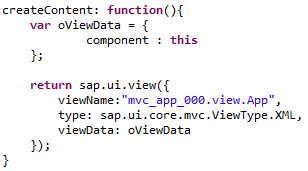 createContent: function(){
    var oViewData = {
            component : this
    };

    return sap.ui.view({
        viewName:"mvc_app_000.view.App",
        type: sap.ui.core.mvc.ViewType.XML,
        viewData: oViewData
    });
}